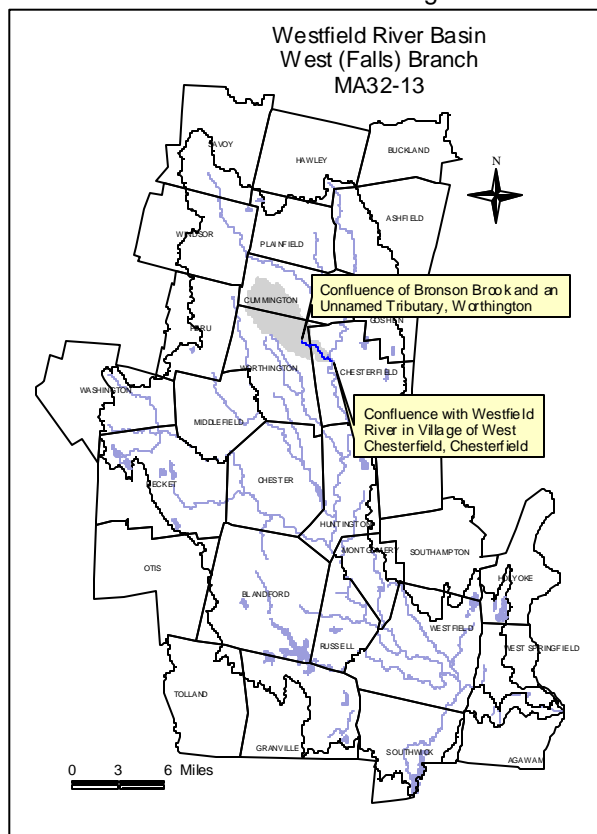 Westfield River Basin
West (Falls) Branch
MA32-13
SAVOY
HAWLEY
BUCKLAND
N
ASHFIELD
WINDSOR
PLAINFIELD
Confluence of Bronson Brook and an
Unnamed Tributary, Worthington
CUMMINGTON
GOSHEN
PERU
WORTHINGTON
CHESTERFIELD
WASHINGTON
MIDDLEFIELD
Confluence with Westfield
River in Village of West
Chesterfield, Chesterfield
BECKET
CHESTER
HUNTINGTON
MONTGOMERY
SOUTHAMPTON
OTIS
HOLYOKE
BLANDFORD
WESTFIELD
RUSSELL
WEST SPRINGFIELD
TOLLAND
GRANVILLE
SOUTHWICK
AGAWAM
0 3 6 Miles